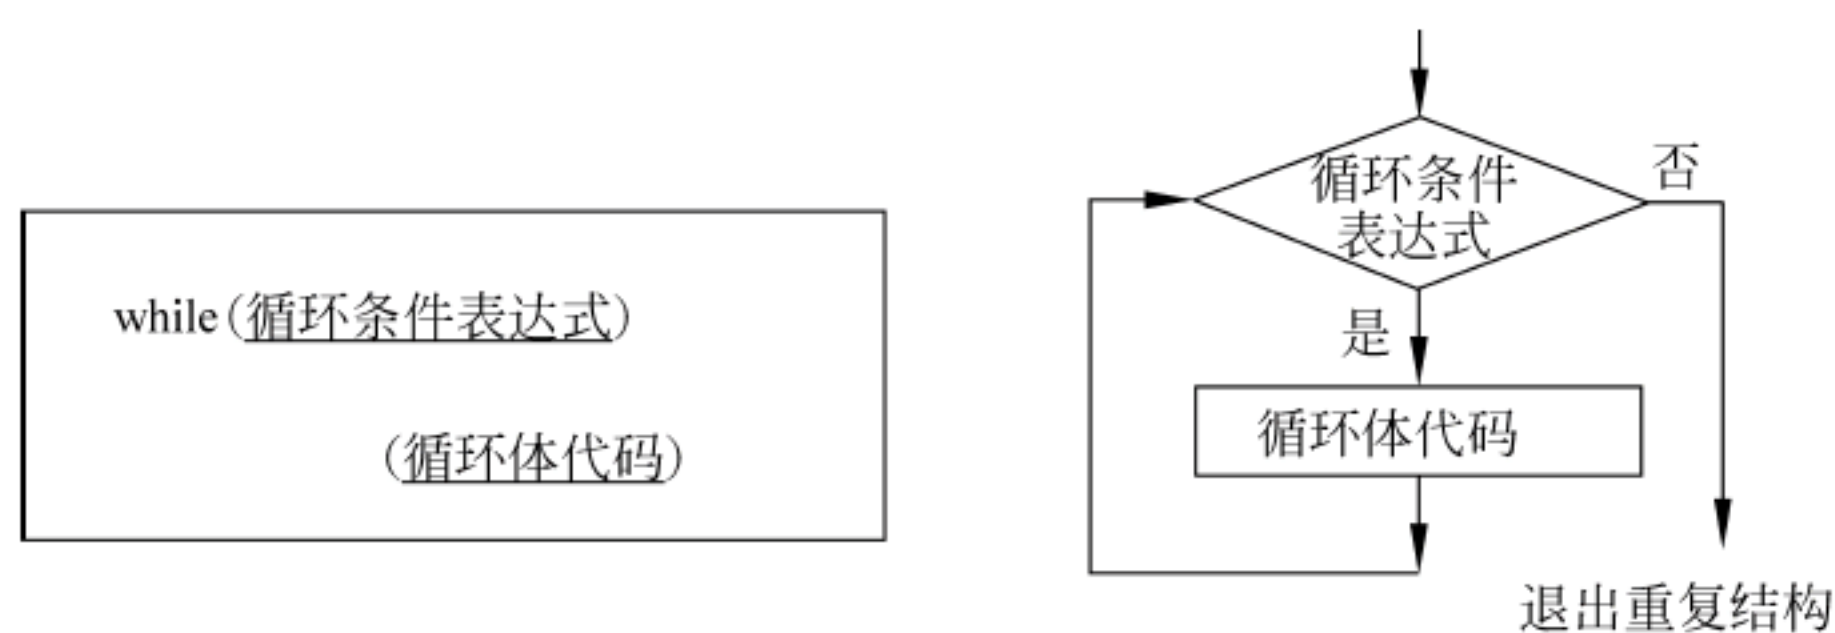 while(循环条件表达式)
(循环体代码)
循环条件
表达式
否
是
循环体代码
退出重复结构